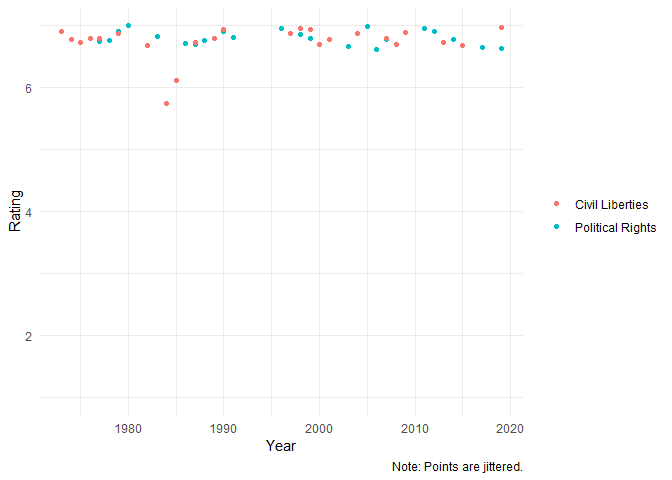 6
4
2
Rating
1980 1990 2000 2010 2020
Year
Civil Liberties
Political Rights
Note: Points are jittered.